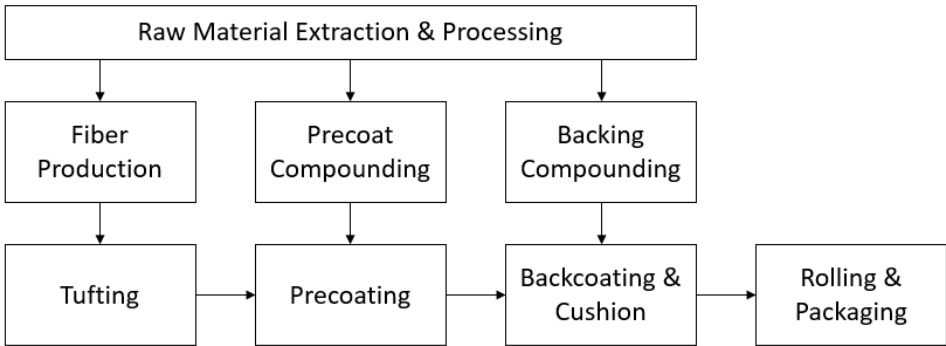 Raw Material Extraction & Processing
Fiber
Production
Precoat
Compounding
Backing
Compounding
Tufting
Precoating
Backcoating &
Cushion
Rolling &
Packaging